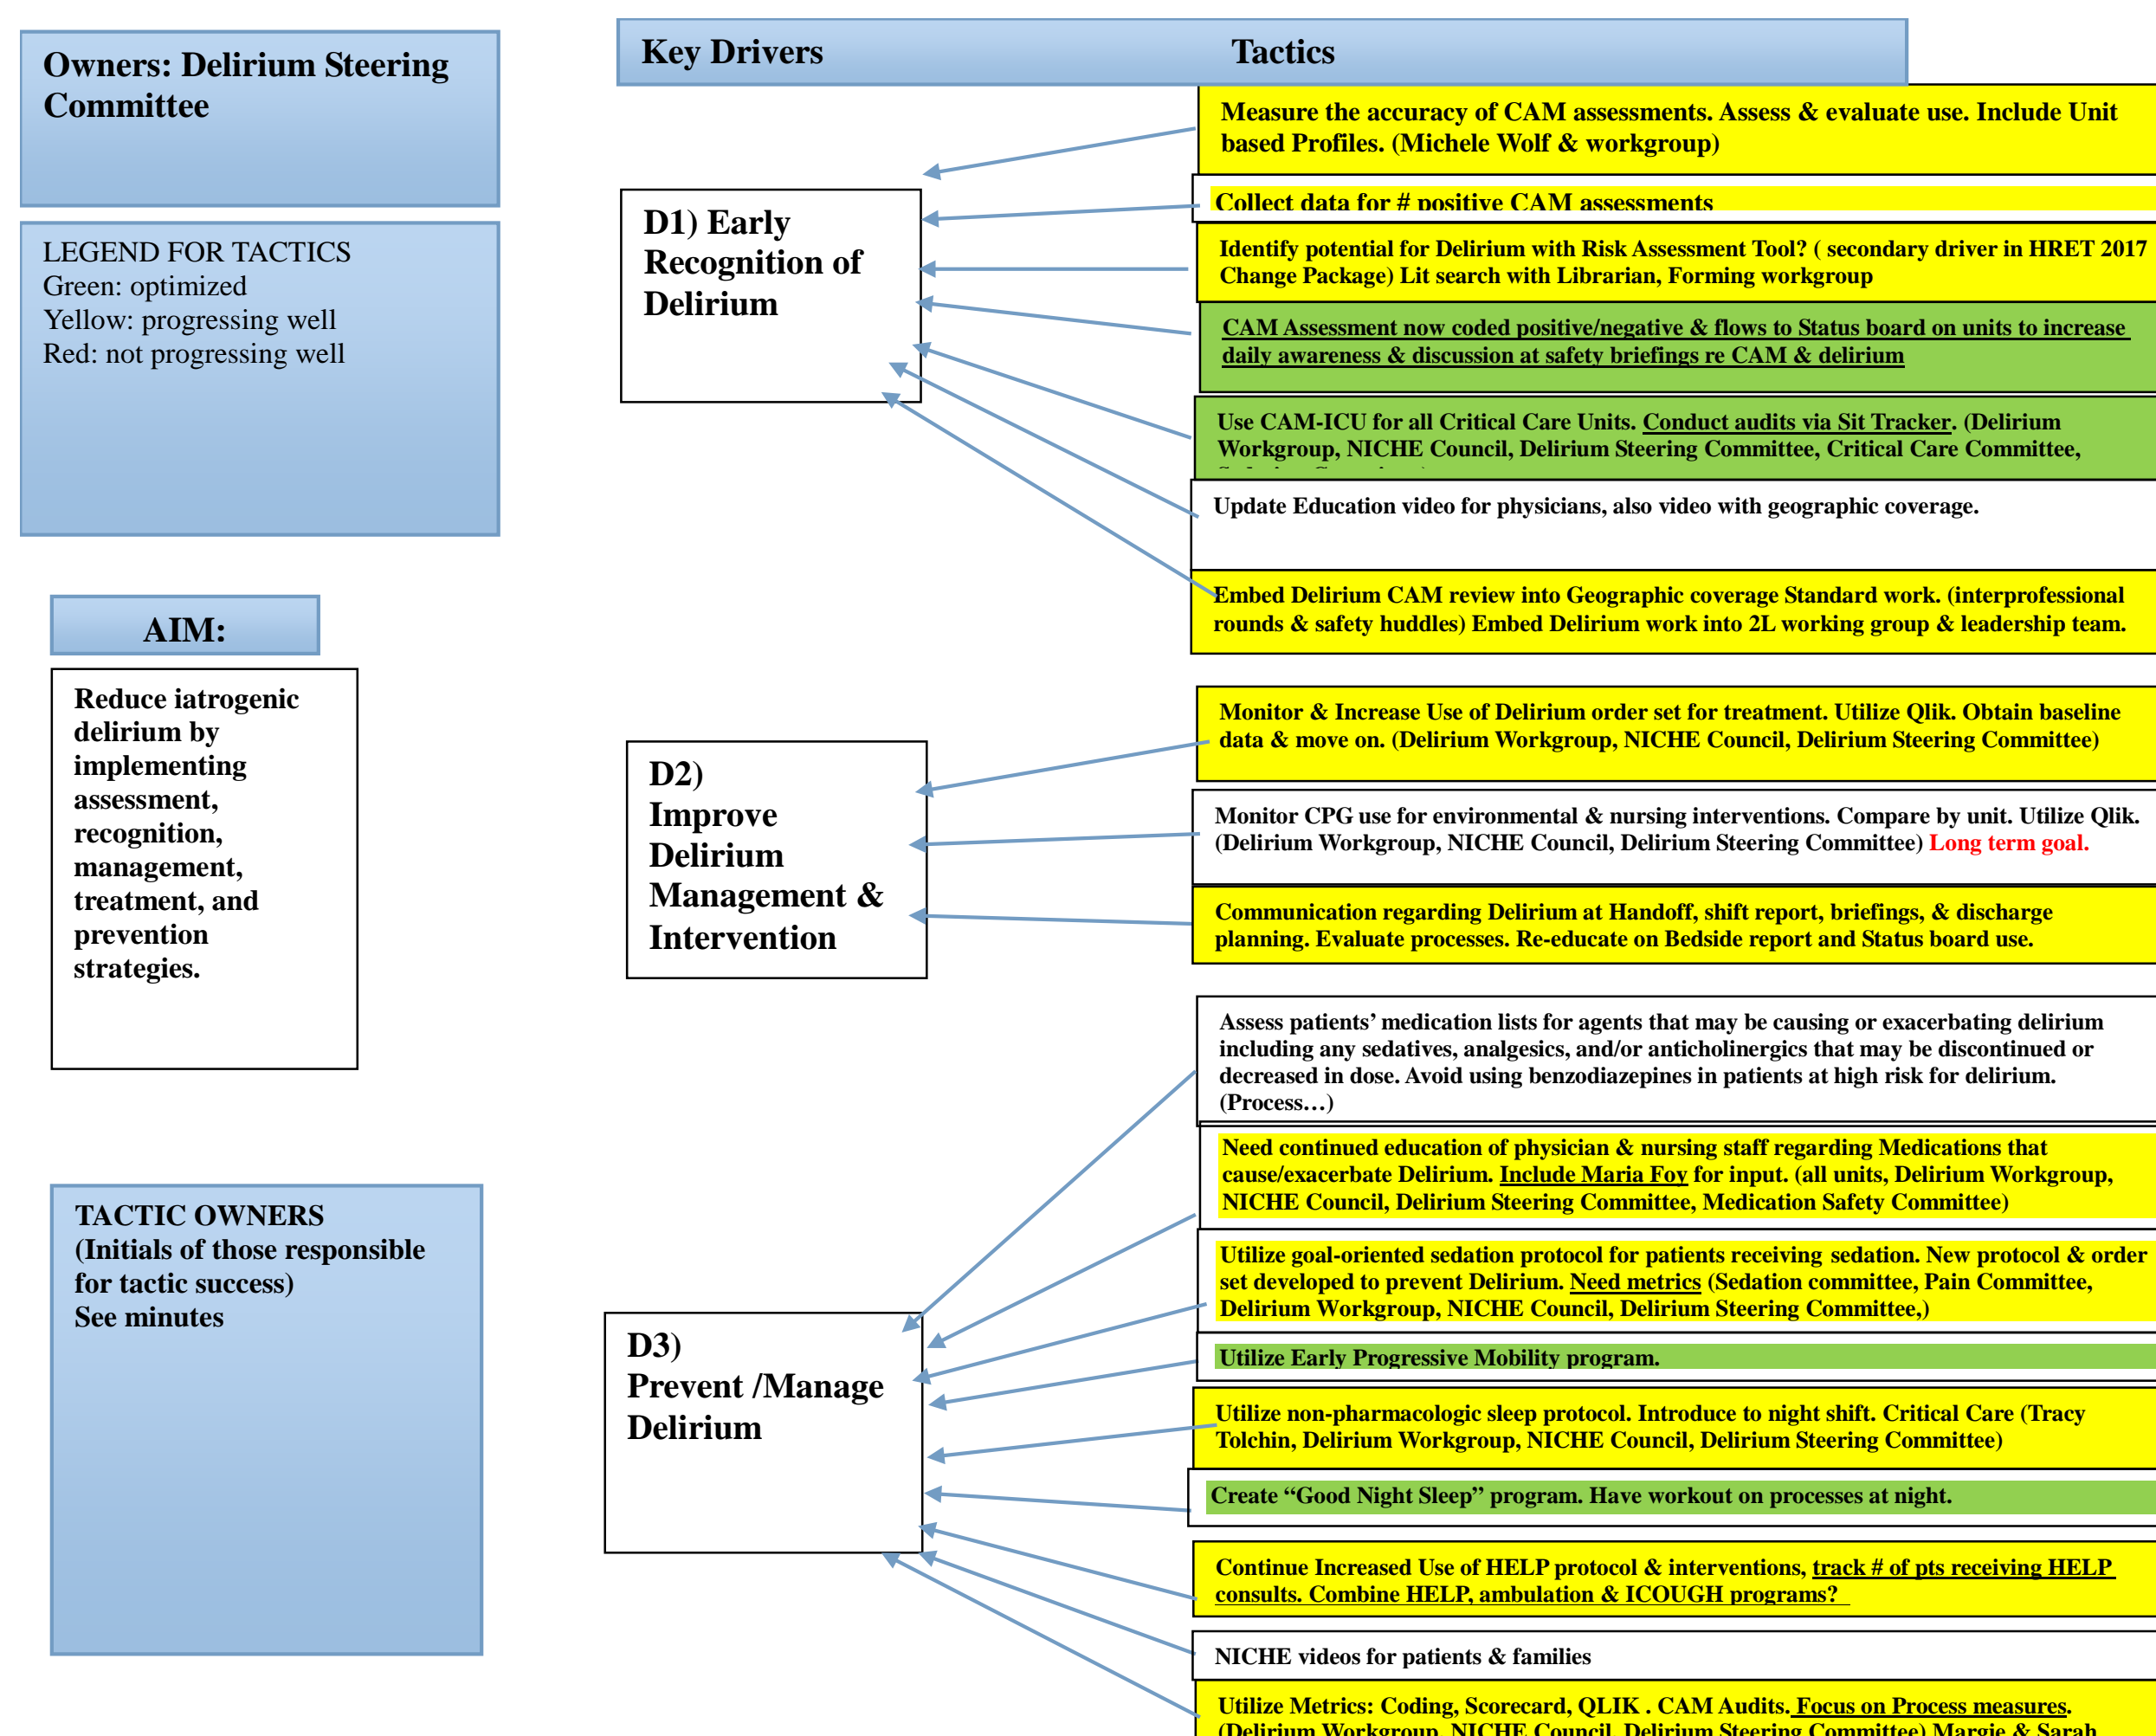 Owners: Delirium Steering
Committee
LEGEND FOR TACTICS
Green: optimized
Yellow: progressing well
Red: not progressing well
AIM:
Reduce iatrogenic
delirium by
implementing
assessment,
recognition,
management,
treatment, and
prevention
strategies.
TACTIC OWNERS
(Initials of those responsible
for tactic success)
See minutes
Key Drivers Tactics
D1) Early
Recognition of
Delirium
Measure the accuracy of CAM assessments. Assess & evaluate use. Include Unit
based Profiles. (Michele Wolf & workgroup)
Collect data for # positive CAM assessments
Identify potential for Delirium with Risk Assessment Tool? ( secondary driver in HRET 2017
Change Package) Lit search with Librarian, Forming workgroup
CAM Assessment now coded positive/negative & flows to Status board on units to increase
daily awareness & discussion at safety briefings re CAM & delirium
Use CAM-ICU for all Critical Care Units. Conduct audits via Sit Tracker. (Delirium
Workgroup, NICHE Council, Delirium Steering Committee, Critical Care Committee,
Update Education video for physicians, also video with geographic coverage.
Embed Delirium CAM review into Geographic coverage Standard work. (interprofessional
rounds & safety huddles) Embed Delirium work into 2L working group & leadership team.
D2)
Improve
Delirium
Management &
Intervention
Monitor & Increase Use of Delirium order set for treatment. Utilize Qlik. Obtain baseline
data & move on. (Delirium Workgroup, NICHE Council, Delirium Steering Committee)
Monitor CPG use for environmental & nursing interventions. Compare by unit. Utilize Qlik.
(Delirium Workgroup, NICHE Council, Delirium Steering Committee) Long term goal.
Communication regarding Delirium at Handoff, shift report, briefings, & discharge
planning. Evaluate processes. Re-educate on Bedside report and Status board use.
D3)
Prevent /Manage
Delirium
Assess patients’ medication lists for agents that may be causing or exacerbating delirium
including any sedatives, analgesics, and/or anticholinergics that may be discontinued or
decreased in dose. Avoid using benzodiazepines in patients at high risk for delirium.
(Process…)
Need continued education of physician & nursing staff regarding Medications that
cause/exacerbate Delirium. Include Maria Foy for input. (all units, Delirium Workgroup,
NICHE Council, Delirium Steering Committee, Medication Safety Committee)
Utilize goal-oriented sedation protocol for patients receiving sedation. New protocol & order
set developed to prevent Delirium. Need metrics (Sedation committee, Pain Committee,
Delirium Workgroup, NICHE Council, Delirium Steering Committee,)
Utilize Early Progressive Mobility program.
Utilize non-pharmacologic sleep protocol. Introduce to night shift. Critical Care (Tracy
Tolchin, Delirium Workgroup, NICHE Council, Delirium Steering Committee)
Create “Good Night Sleep” program. Have workout on processes at night.
Continue Increased Use of HELP protocol & interventions, track # of pts receiving HELP
consults. Combine HELP, ambulation & ICOUGH programs?
NICHE videos for patients & families
Utilize Metrics: Coding, Scorecard, QLIK . CAM Audits. Focus on Process measures.
(Delirium Workgroup, NICHE Council, Delirium Steering Committee) Margie & Sarah